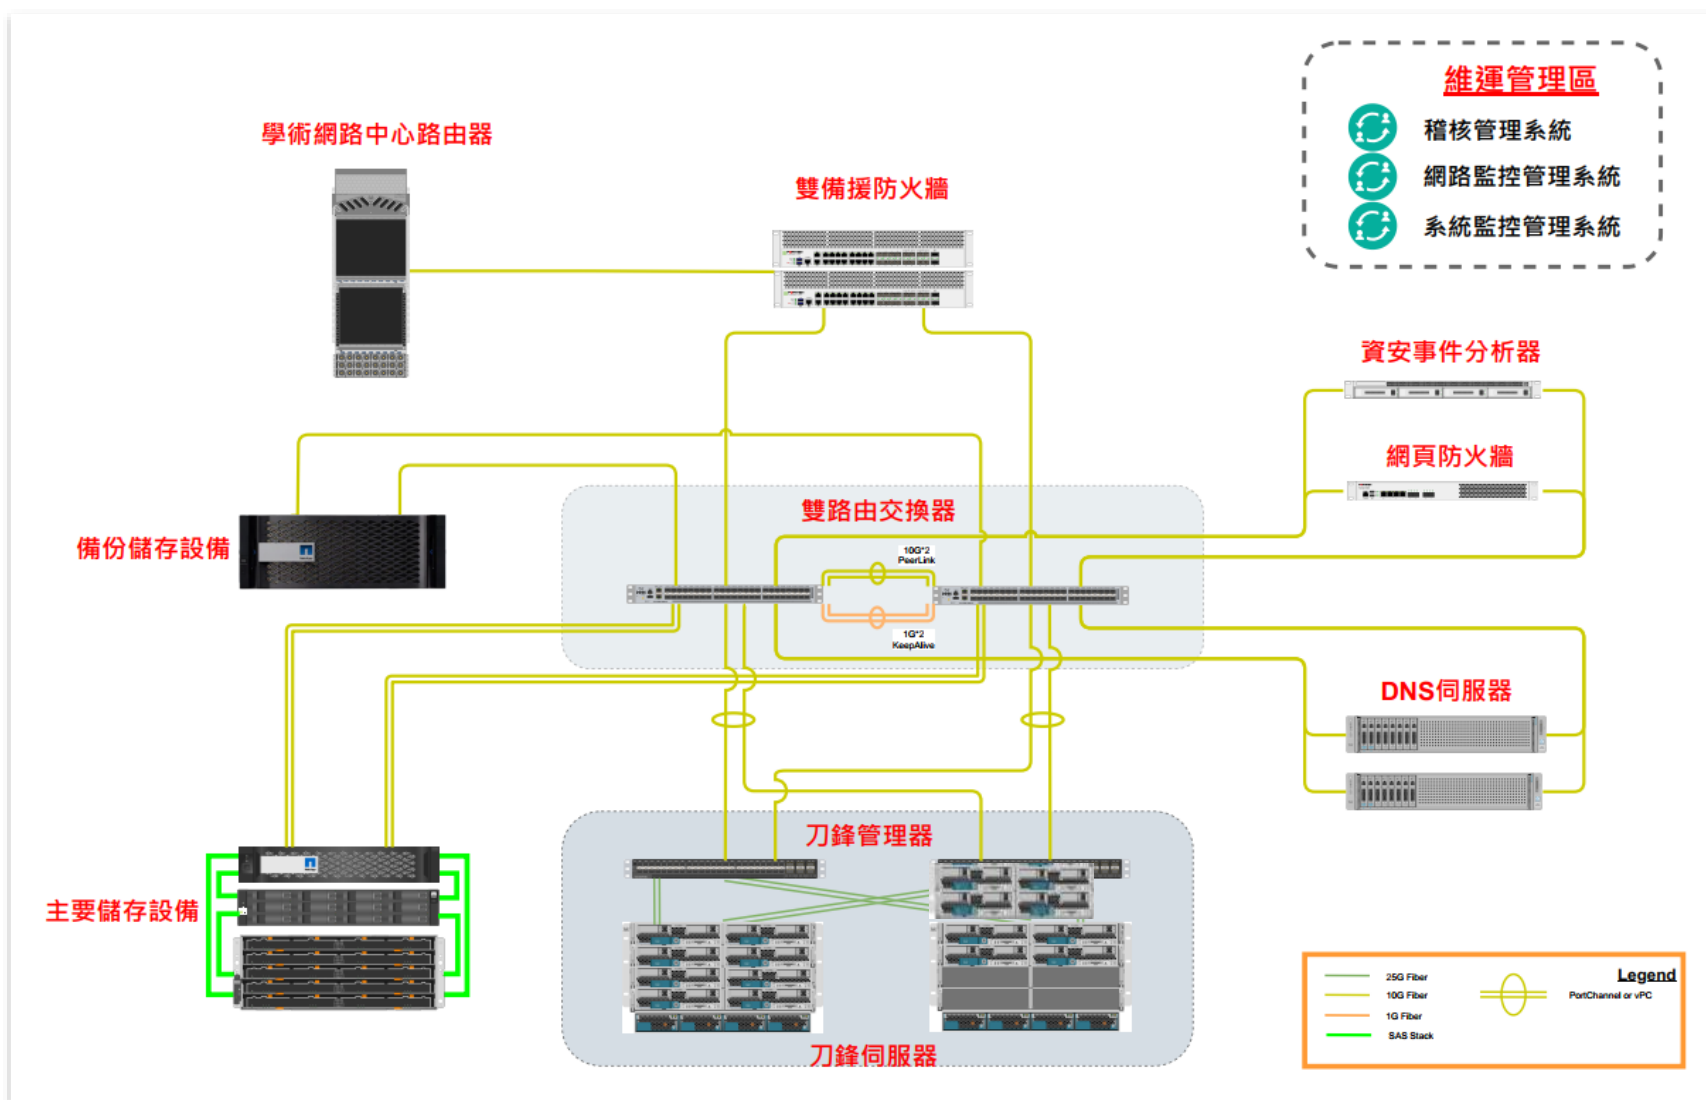 維運管理區
稽核管理系統
網路監控管理系統
系統監控管理系統
學術網路中心路由器
雙備援防火牆
資安事件分析器
網頁防火牆
雙路由交換器
備份儲存設備
10G*2
PeerLink
1G*2
KeepAlive
DNS伺服器
刀鋒管理器
主要儲存設備
刀鋒伺服器
Legend
25G Fiber
10G Fiber
1G Fiber
SAS Stack
PortChannel or vPC